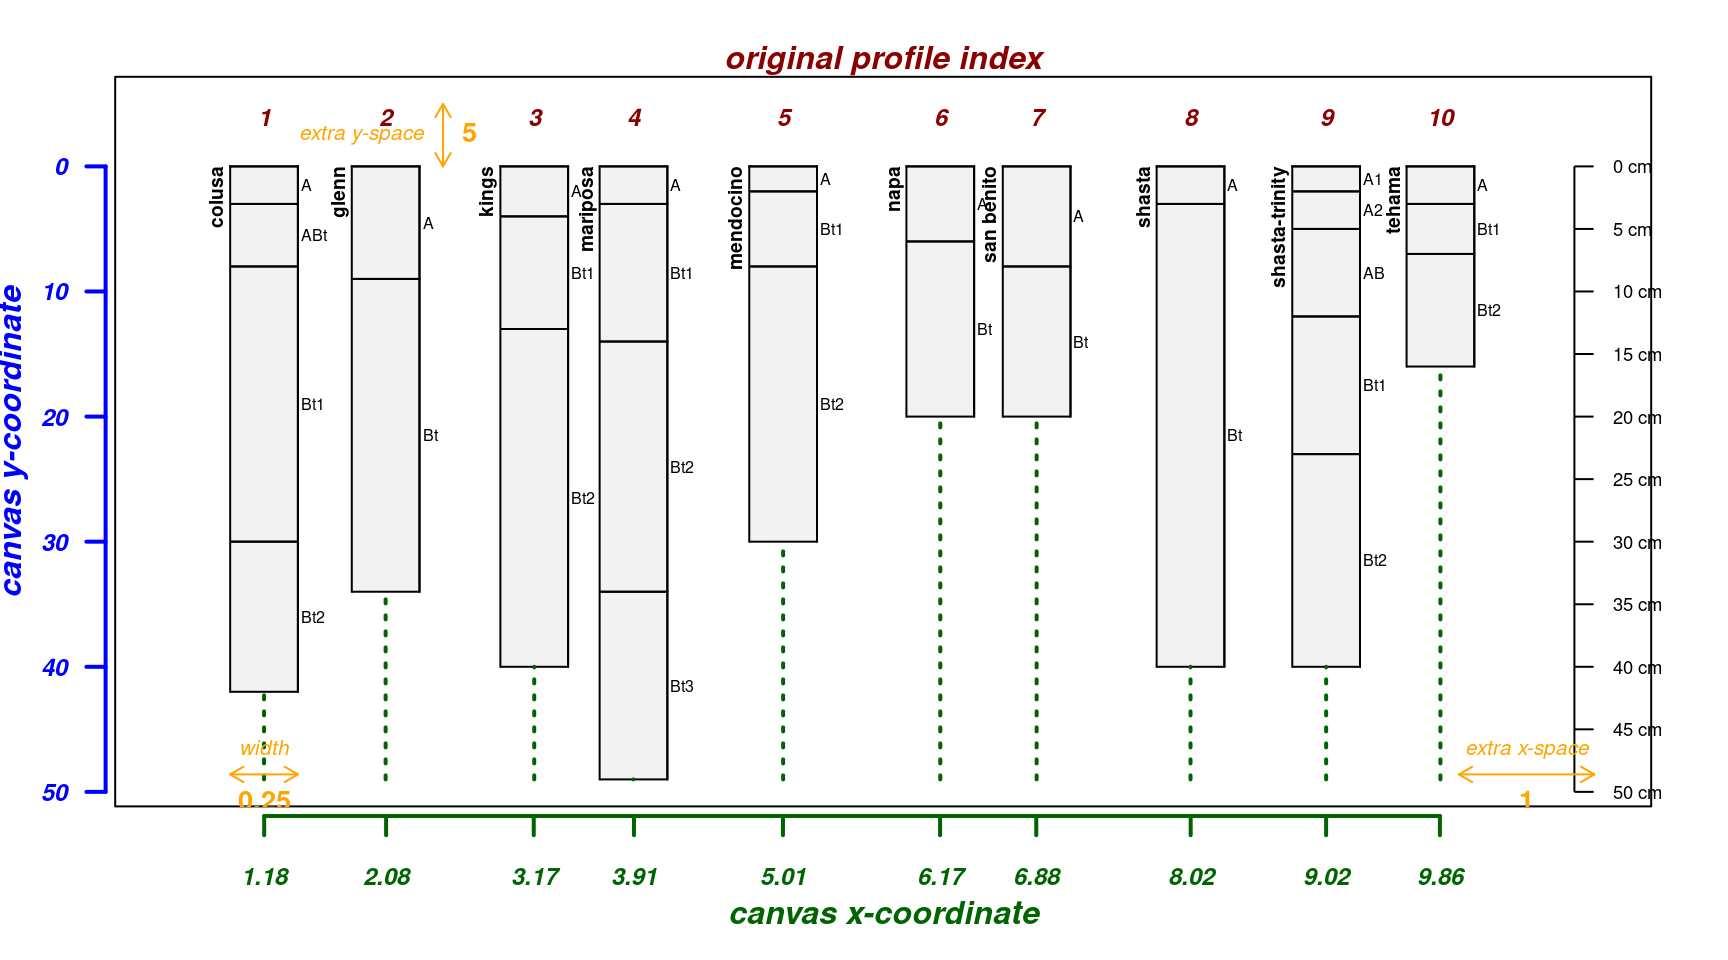 original profile index
1 2 3 4 5 6 7 8 9 10
extra y-space 5
canvas y-coordinate
0
10
20
30
40
50
colusa
A
ABt
Bt1
Bt2
glenn
A
Bt
kings
A
Bt1
Bt2
mariposa
A
Bt1
Bt2
Bt3
mendocino
A
Bt1
Bt2
napa
A
Bt
san benito
A
Bt
shasta
A
Bt
shasta-trinity
A1
A2
AB
Bt1
Bt2
tehama
A
Bt1
Bt2
0 cm
5 cm
10 cm
15 cm
20 cm
25 cm
30 cm
35 cm
40 cm
45 cm
50 cm
width
0.25
extra x-space
1
1.18 2.08 3.17 3.91 5.01 6.17 6.88 8.02 9.02 9.86
canvas x-coordinate